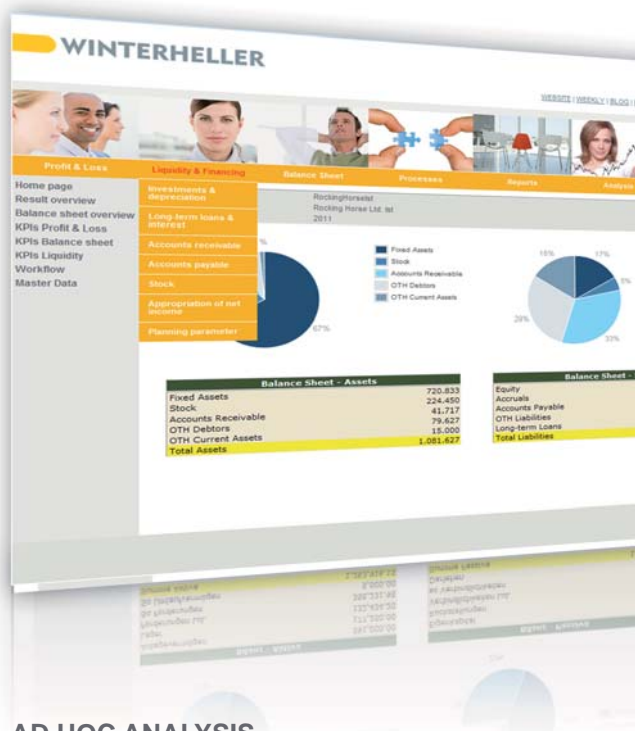 WINTERHELLER
WEBSITE | WEEKLY | BLOG |
Profit & Loss
Liquidity & Financing
Balance Sheet
Processes
Reports
Analysis
Home page
Result overview
Balance sheet overview
KPIs Profit & Loss
KPIs Balance sheet
KPIs Liquidity
Workflow
Master Data
Investments &
depreciation
Long-term loans &
interest
Accounts receivable
Accounts payable
Stock
Appropriation of net
income
Planning parameter
RockingHorseIst
Rocking Horse Ltd. Ist
2011
%
67%
Fixed Assets
Stock
Accounts Receivable
OTH Debtors
OTH Current Assets
16%
17%
5%
33%
28%
Balance Sheet - Assets
Fixed Assets 720.833
Stock 224.450
Accounts Receivable 41.717
OTH Debtors 79.627
OTH Current Assets 15.000
Total Assets 1.081.627
Balance Sheet -
Equity
Accruals
Accounts Payable
OTH Liabilities
Long-term Loans
Total Liabilities
AD HOC ANALYSIS